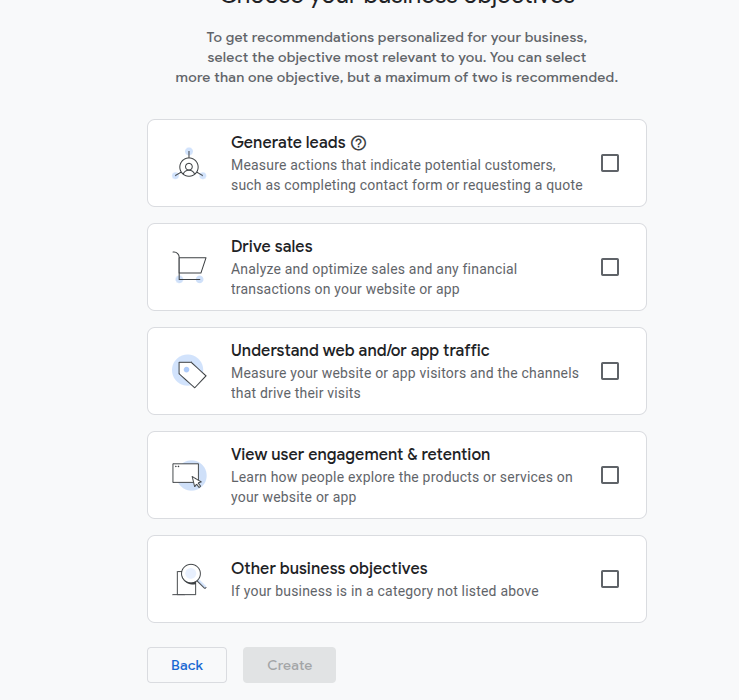 Choose your business objectives
To get recommendations personalized for your business,
select the objective most relevant to you. You can select
more than one objective, but a maximum of two is recommended.
Generate leads
Measure actions that indicate potential customers,
such as completing contact form or requesting a quote
Drive sales
Analyze and optimize sales and any financial
transactions on your website or app
Understand web and/or app traffic
Measure your website or app visitors and the channels
that drive their visits
View user engagement & retention
Learn how people explore the products or services on
your website or app
Other business objectives
If your business is in a category not listed above
Back
Create